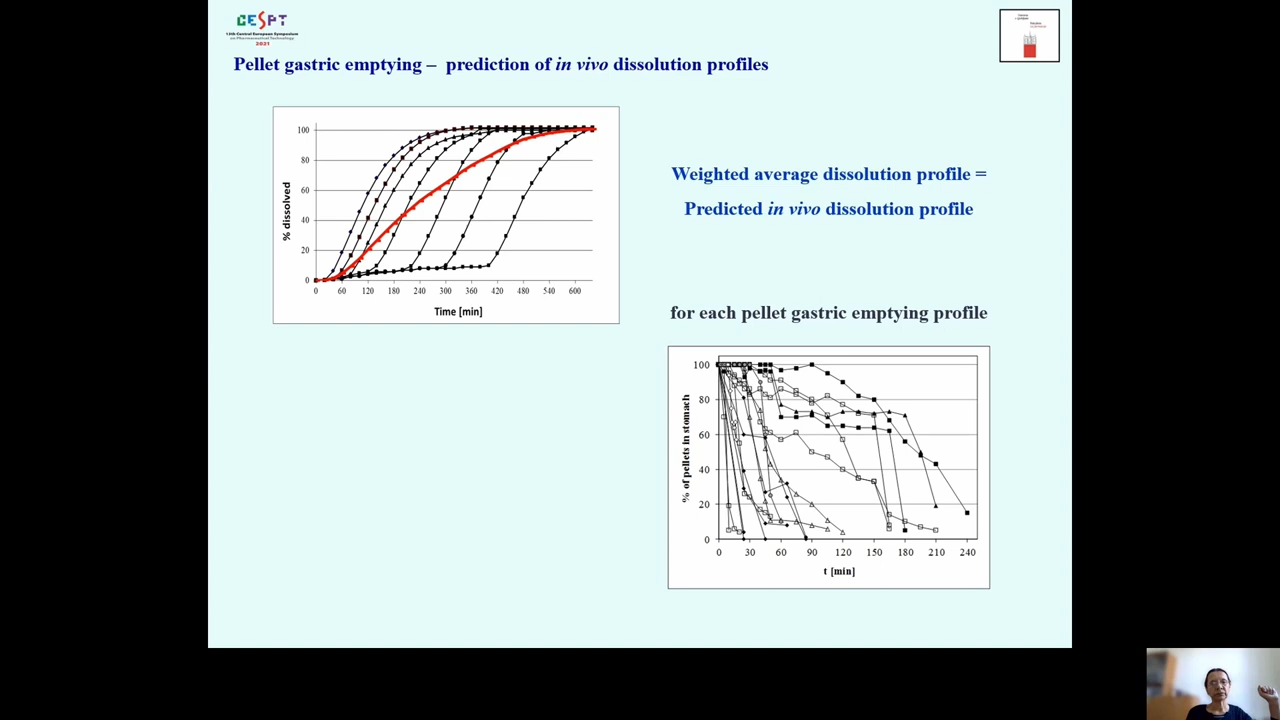 CESPT
13th Central European Symposium
on Pharmaceutical Technology
2021
Pellet gastric emptying – prediction of in vivo dissolution profiles
% dissolved
100
80
60
40
20
0
0 60 120 180 240 300 360 420 480 540 600
Time [min]
Weighted average dissolution profile =
Predicted in vivo dissolution profile
for each pellet gastric emptying profile
% of pellets in stomach
100
80
60
40
20
0
0 30 60 90 120 150 180 210 240
t [min]